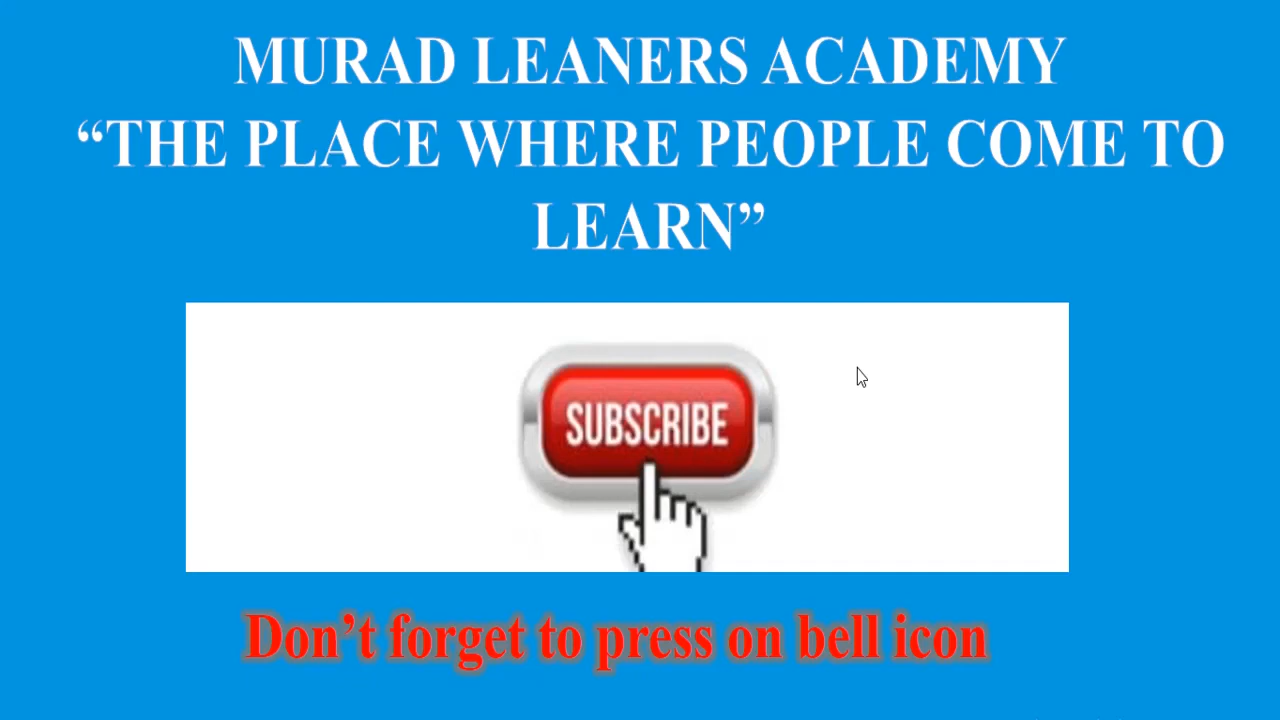 MURAD LEANERS ACADEMY
“THE PLACE WHERE PEOPLE COME TO
LEARN”
SUBSCRIBE
Don’t forget to press on bell icon